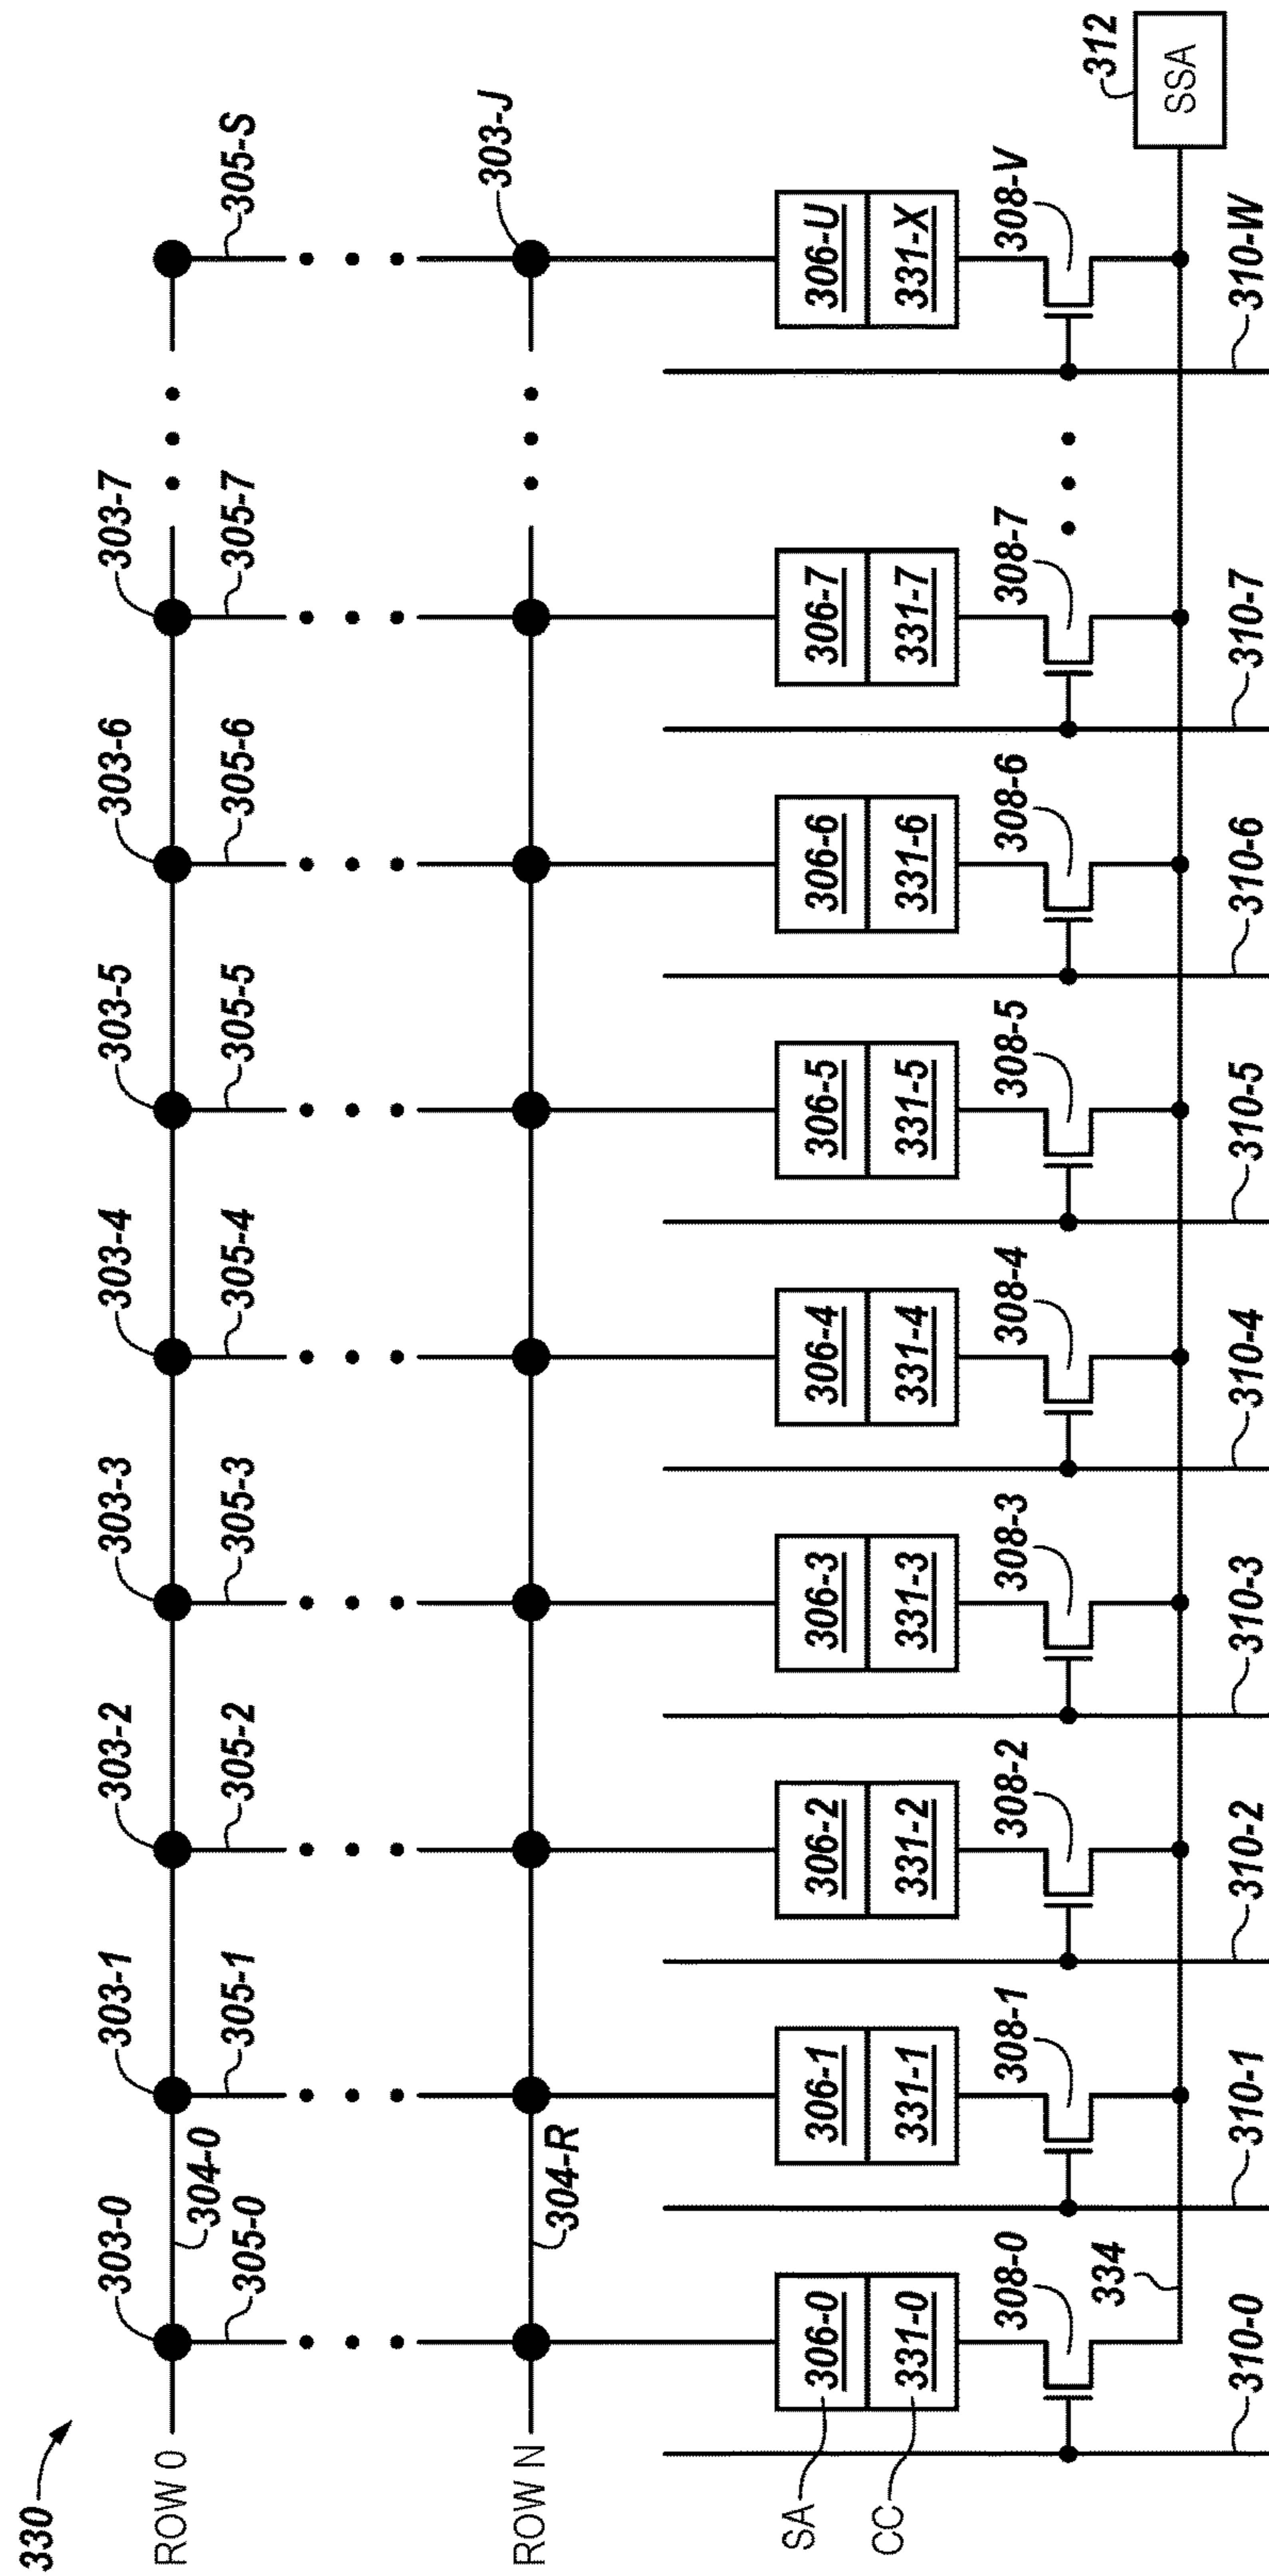 330
303-0 303-1 303-2 303-3 303-4 303-5 303-6 303-7
ROW 0
304-0
305-0 305-1 305-2 305-3 305-4 305-5 305-6 305-7 305-S
303-J
ROW N
304-R
SA
306-0 306-1 306-2 306-3 306-4 306-5 306-6 306-7 306-U
CC
331-0 331-1 331-2 331-3 331-4 331-5 331-6 331-7 331-X
308-0 308-1 308-2 308-3 308-4 308-5 308-6 308-7 308-V
334
312
SSA
310-0 310-1 310-2 310-3 310-4 310-5 310-6 310-7 310-W